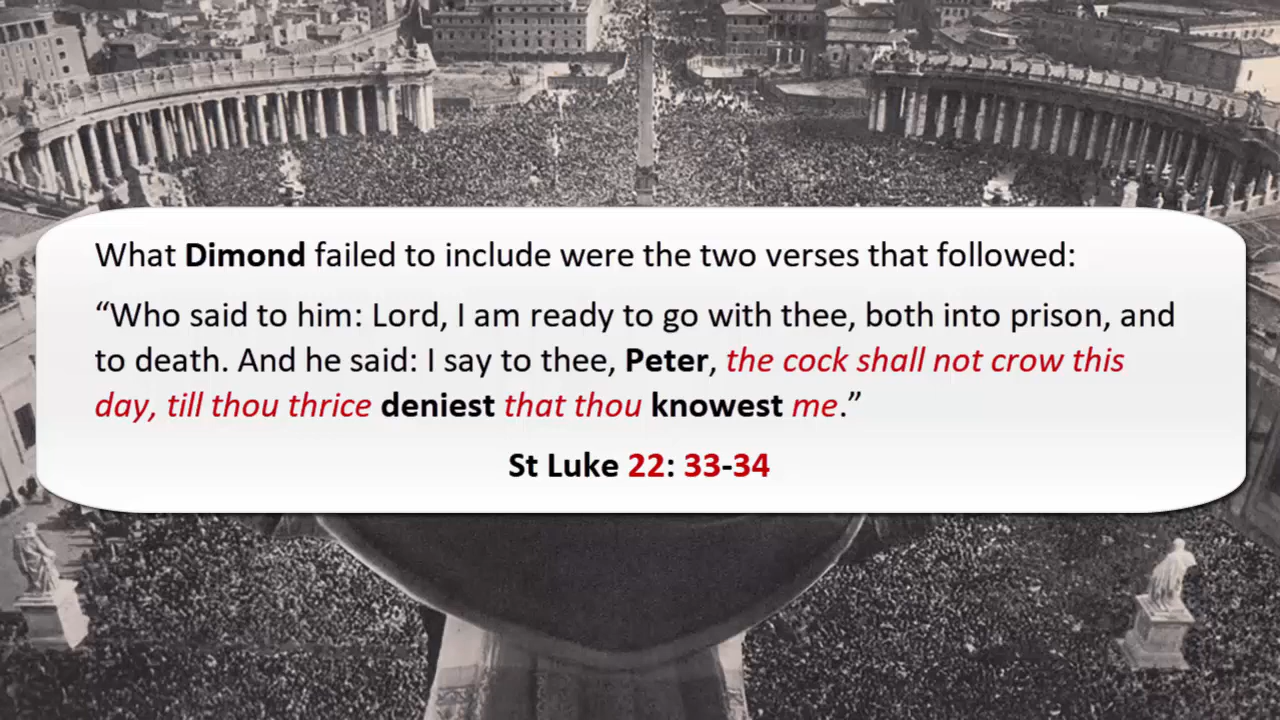 What Dimond failed to include were the two verses that followed:
“Who said to him: Lord, I am ready to go with thee, both into prison, and
to death. And he said: I say to thee, Peter, the cock shall not crow this
day, till thou thrice deniest that thou knowest me.”
St Luke 22: 33-34